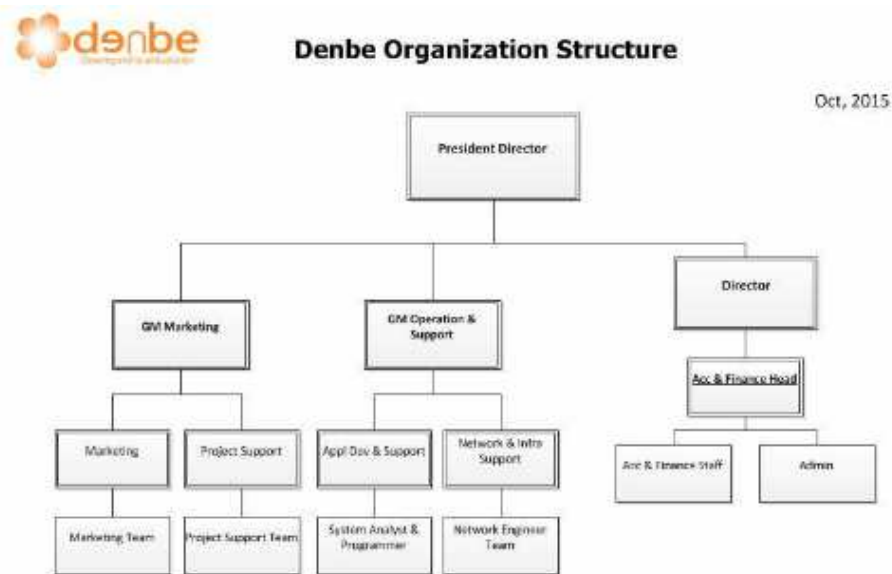 denbe
Denbe Organization Structure
Oct, 2015
President Director
Director
GM Marketing
GM Operation &
Support
Acc & Finance Head
Marketing
Project Support
Appl Dev & Support
Network & Infra
Support
Acc & Finance Staff
Admin
Marketing Team
Project Support Team
System Analyst &
Programmer
Network Engineer
Team